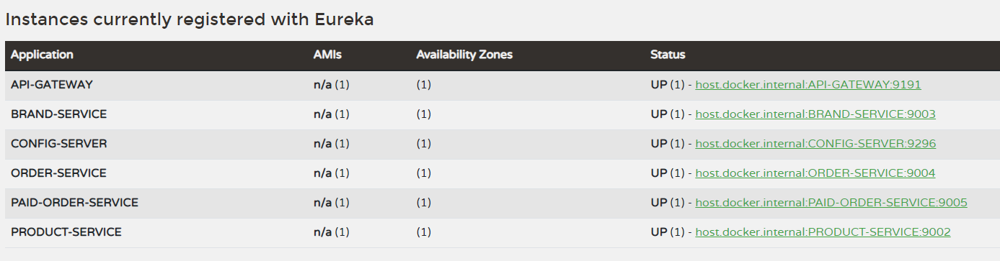 Instances currently registered with Eureka
Application AMIs Availability Zones Status
API-GATEWAY n/a (1) (1) UP (1) - host.docker.internal:API-GATEWAY:9191
BRAND-SERVICE n/a (1) (1) UP (1) - host.docker.internal:BRAND-SERVICE:9003
CONFIG-SERVER n/a (1) (1) UP (1) - host.docker.internal:CONFIG-SERVER:9296
ORDER-SERVICE n/a (1) (1) UP (1) - host.docker.internal:ORDER-SERVICE:9004
PAID-ORDER-SERVICE n/a (1) (1) UP (1) - host.docker.internal:PAID-ORDER-SERVICE:9005
PRODUCT-SERVICE n/a (1) (1) UP (1) - host.docker.internal:PRODUCT-SERVICE:9002